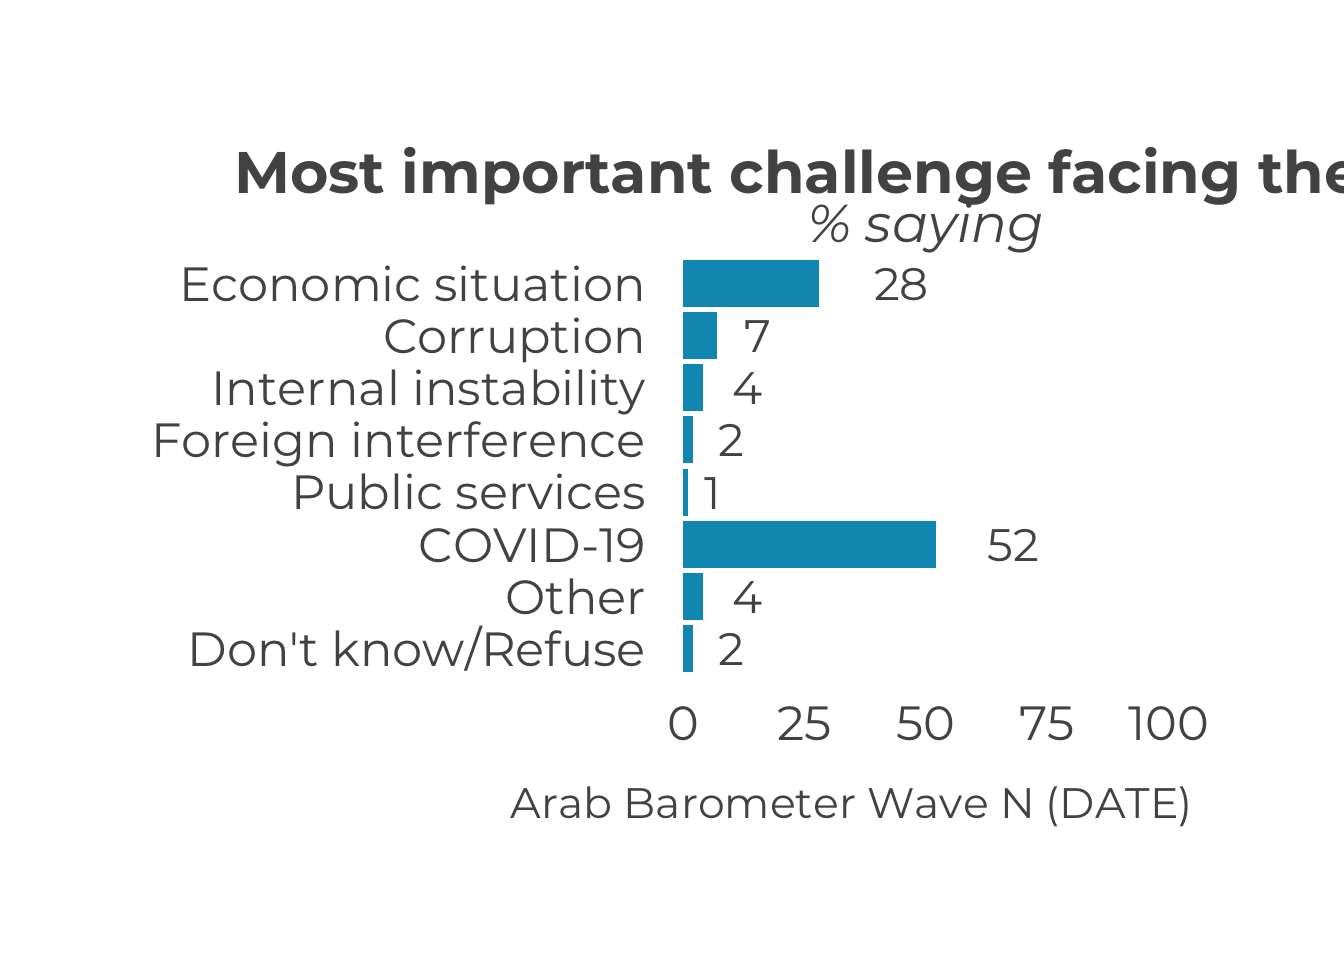 Most important challenge facing the
% saying
Economic situation 28
Corruption 7
Internal instability 4
Foreign interference 2
Public services 1
COVID-19 52
Other 4
Don't know/Refuse 2
0 25 50 75 100
Arab Barometer Wave N (DATE)